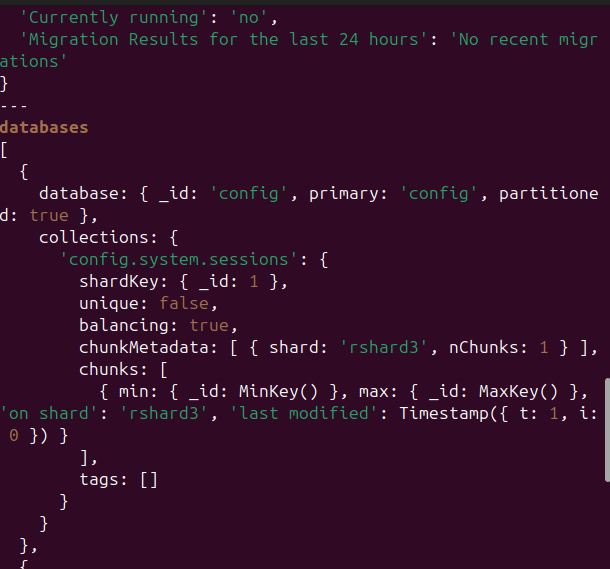 'Currently running': 'no',
'Migration Results for the last 24 hours': 'No recent migr
ations'
}
---
databases
[
{
database: { _id: 'config', primary: 'config', partitione
d: true },
collections: {
'config.system.sessions': {
shardKey: { _id: 1 },
unique: false,
balancing: true,
chunkMetadata: [ { shard: 'rshard3', nChunks: 1 } ],
chunks: [
{ min: { _id: MinKey() }, max: { _id: MaxKey() },
'on shard': 'rshard3', 'last modified': Timestamp({ t: 1, i:
0 }) }
],
tags: []
}
}
},
{